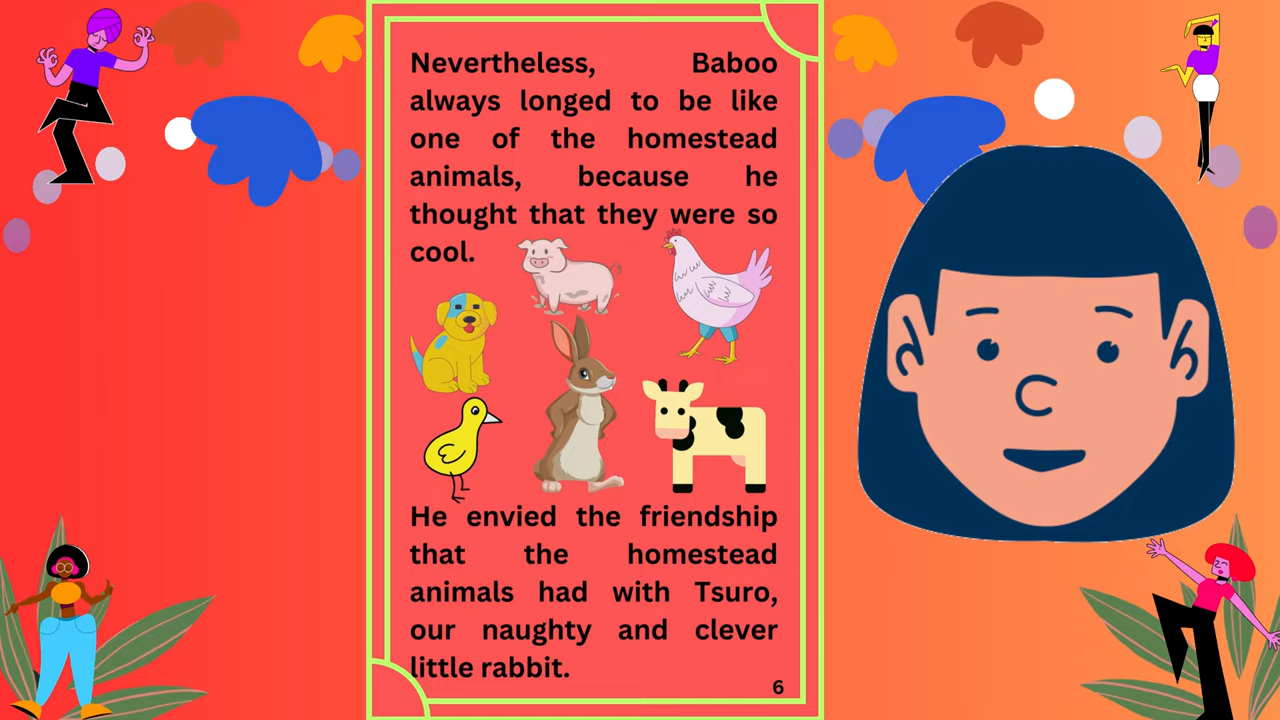 Nevertheless, Baboo
always longed to be like
one of the homestead
animals, because he
thought that they were so
cool.
He envied the friendship
that the homestead
animals had with Tsuro,
our naughty and clever
little rabbit.
6